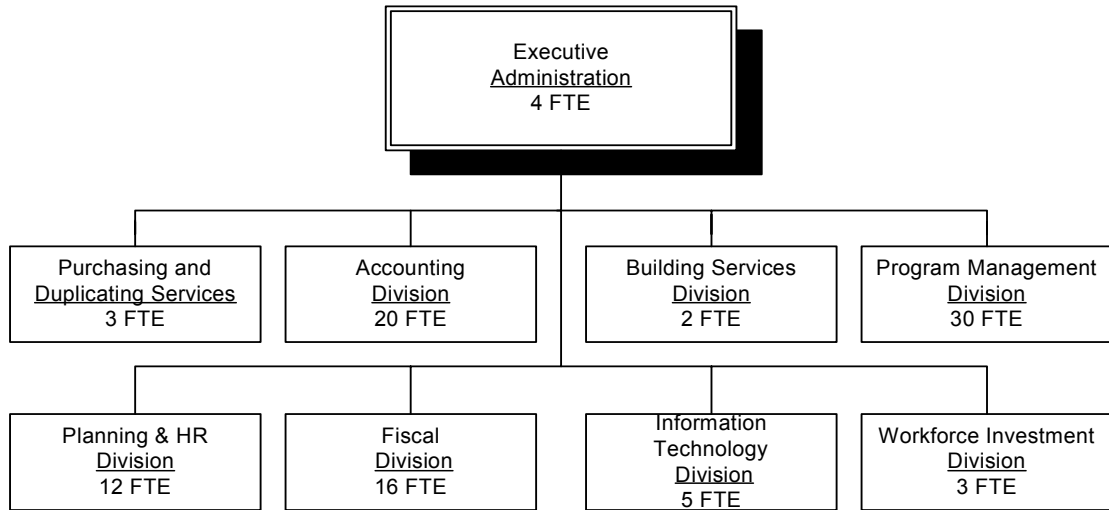 Executive
Administration
4 FTE
Purchasing and
Duplicating Services
3 FTE
Accounting
Division
20 FTE
Building Services
Division
2 FTE
Program Management
Division
30 FTE
Planning & HR
Division
12 FTE
Fiscal
Division
16 FTE
Information
Technology
Division
5 FTE
Workforce Investment
Division
3 FTE